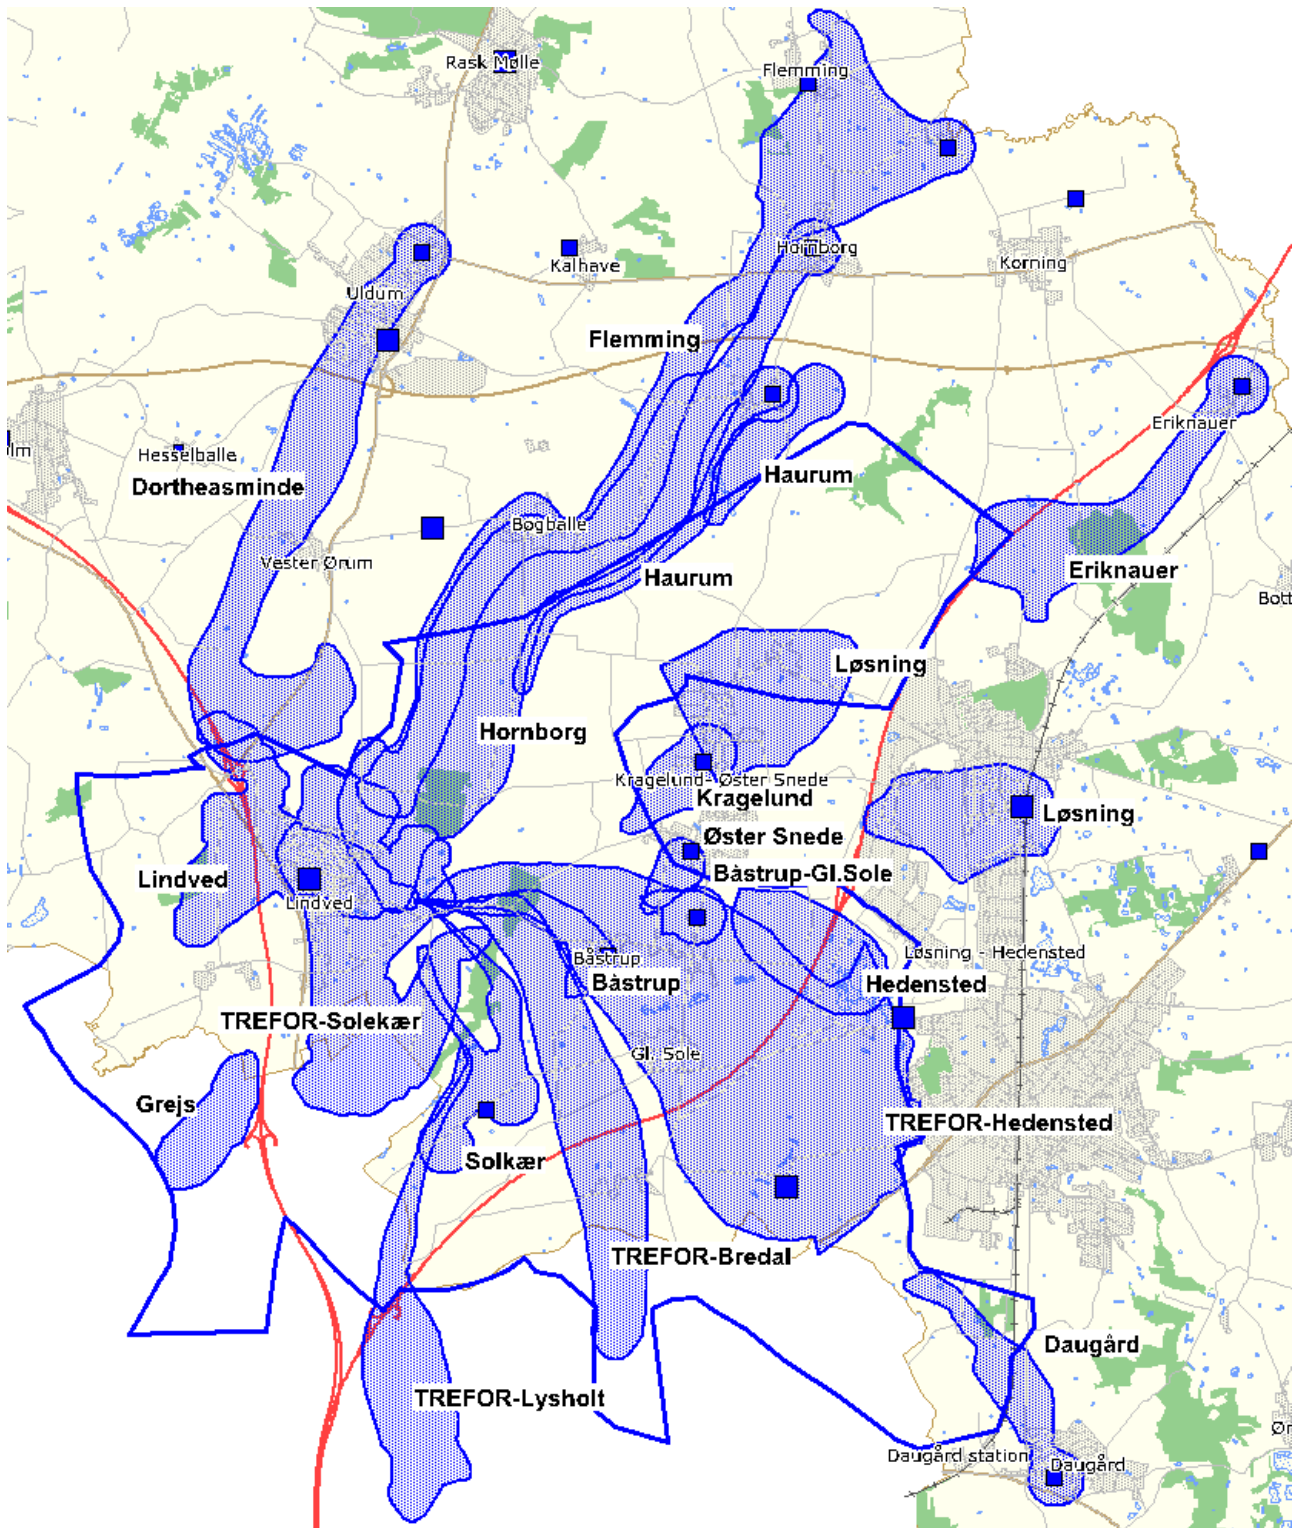 Rask Mølle
Flemming
Hornborg
Kalhave
Korning
Uldum
Flemming
Eriknauer
Hesselballe
lm
Haurum
Dortheasminde
Bøgballe
Vester Ørum
Eriknauer
Haurum
Bott
Løsning
Hornborg
Kragelund- Øster Snede
Kragelund
Løsning
Øster Snede
Båstrup-Gl.Sole
Lindved
Lindved
Løsning - Hedensted
Båstrup
Båstrup
Hedensted
TREFOR-Solekær
Gl. Sole
Grejs
TREFOR-Hedensted
Solkær
TREFOR-Bredal
Daugård
TREFOR-Lysholt
Ør
Daugård station
Daugård